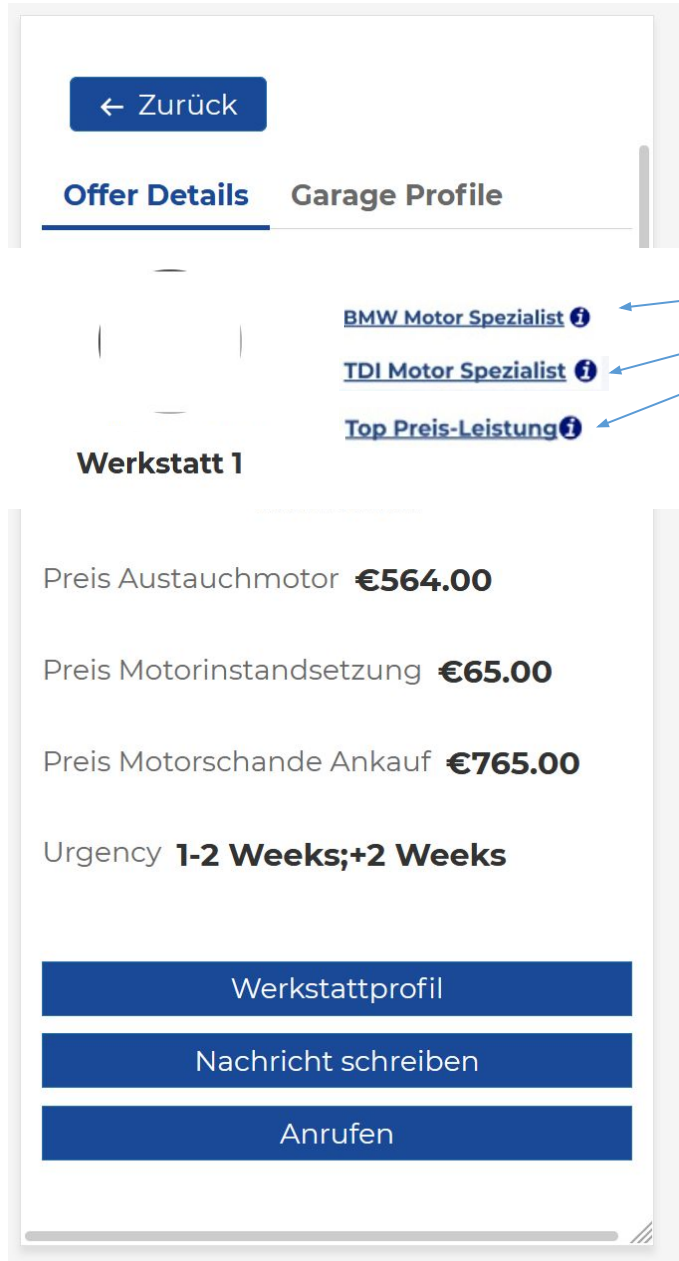 ← Zurück
Offer Details Garage Profile
BMW Motor Spezialist i
TDI Motor Spezialist i
Top Preis-Leistung i
Werkstatt 1
Preis Austauchmotor €564.00
Preis Motorinstandsetzung €65.00
Preis Motorschande Ankauf €765.00
Urgency 1-2 Weeks;+2 Weeks
Werkstattprofil
Nachricht schreiben
Anrufen